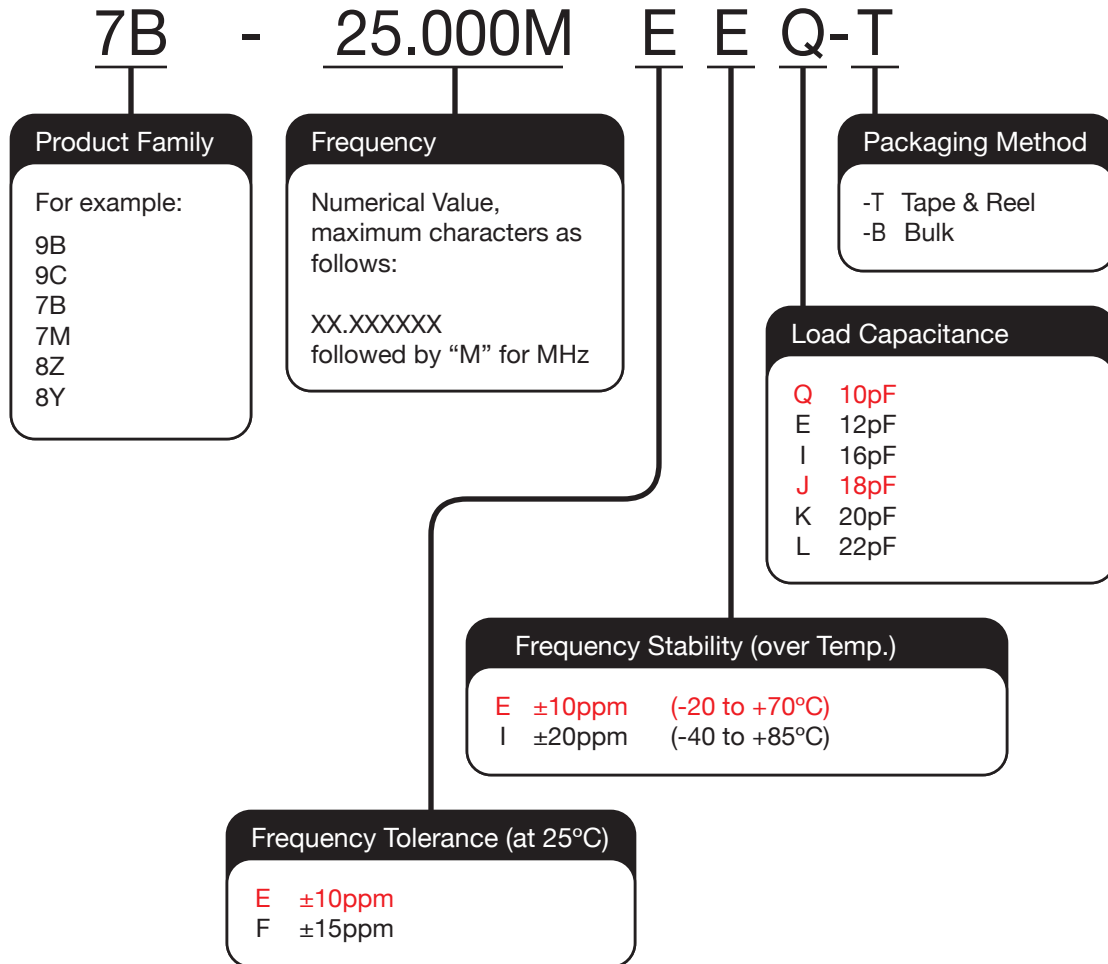 7B - 25.000M E E Q-T
Product Family
For example:
9B
9C
7B
7M
8Z
8Y
Frequency
Numerical Value,
maximum characters as
follows:
XX.XXXXXX
followed by “M” for MHz
Packaging Method
-T Tape & Reel
-B Bulk
Load Capacitance
Q 10pF
E 12pF
I 16pF
J 18pF
K 20pF
L 22pF
Frequency Stability (over Temp.)
E ±10ppm (-20 to +70ºC)
I ±20ppm (-40 to +85ºC)
Frequency Tolerance (at 25ºC)
E ±10ppm
F ±15ppm